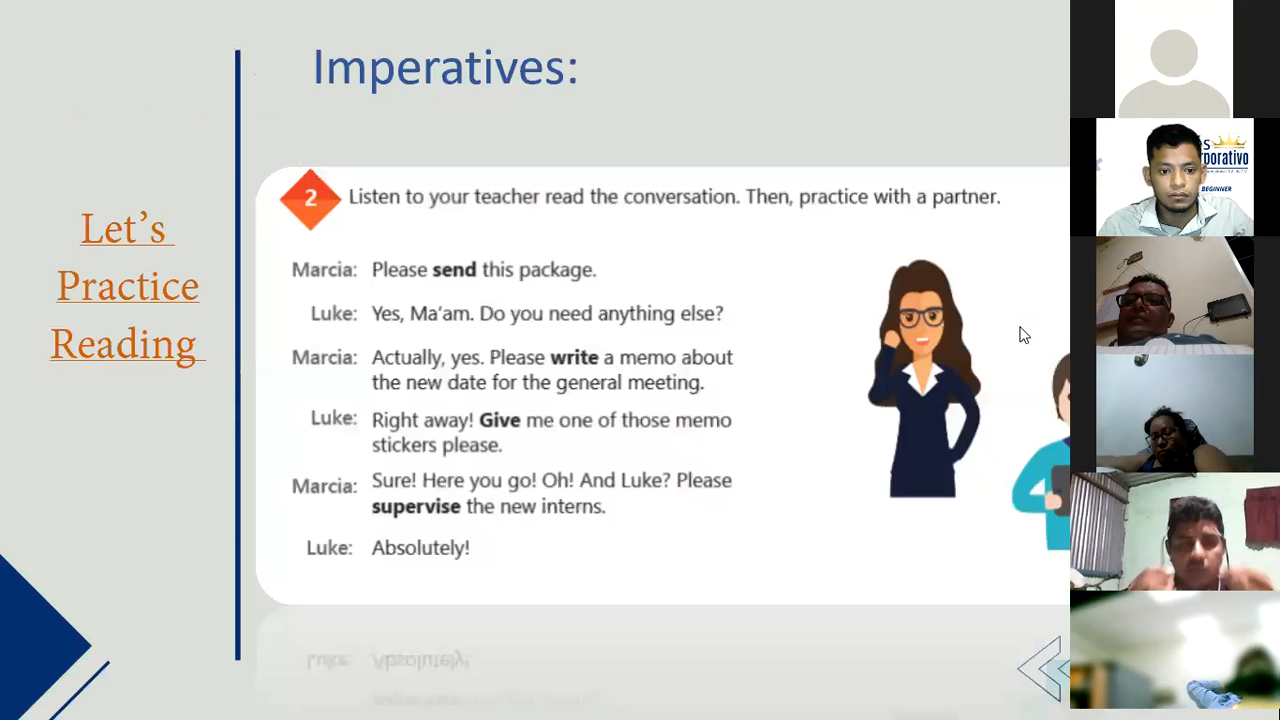 Imperatives:
Let's
Practice
Reading
2
Listen to your teacher read the conversation. Then, practice with a partner.
Marcia: Please send this package.
Luke: Yes, Ma'am. Do you need anything else?
Marcia: Actually, yes. Please write a memo about
the new date for the general meeting.
Luke: Right away! Give me one of those memo
stickers please.
Marcia: Sure! Here you go! Oh! And Luke? Please
supervise the new interns.
Luke: Absolutely!
Luke: Absolutely!
BEGINNER